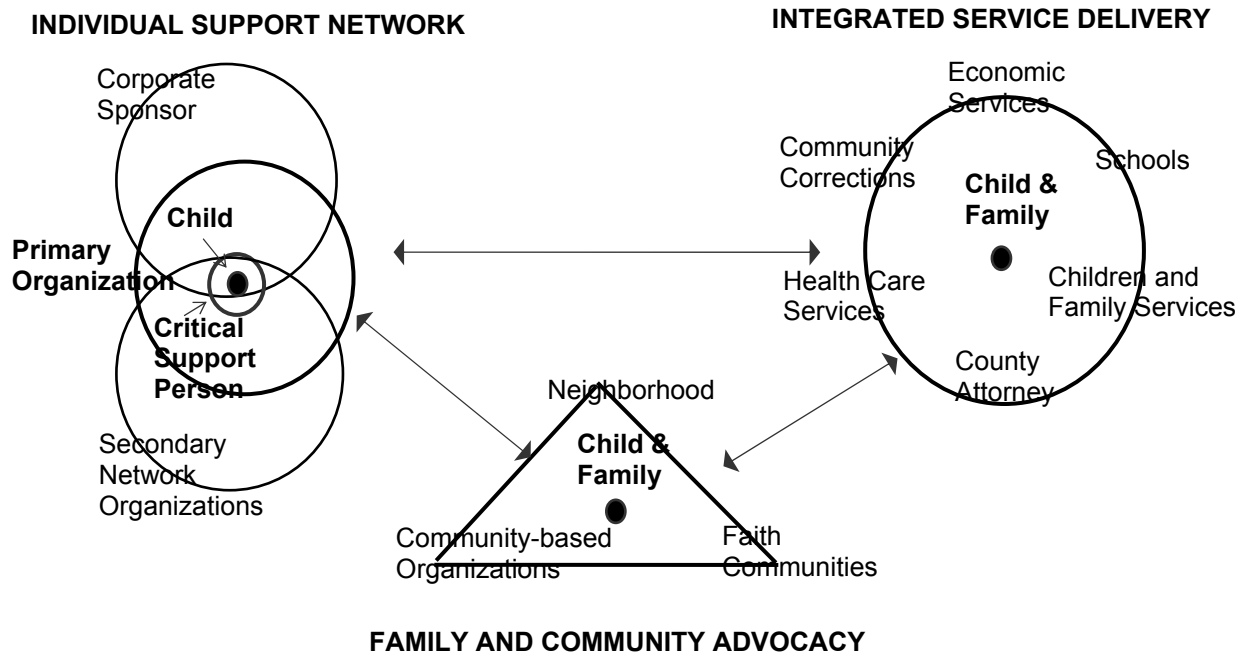 INDIVIDUAL SUPPORT NETWORK
Corporate
Sponsor
Child
Primary
Organization
Critical
Support
Person
Secondary
Network
Organizations
INTEGRATED SERVICE DELIVERY
Economic
Services
Community
Corrections
Schools
Child &
Family
Health Care
Services
Children and
Family Services
County
Attorney
Neighborhood
Child &
Family
Community-based
Organizations
Faith
Communities
FAMILY AND COMMUNITY ADVOCACY